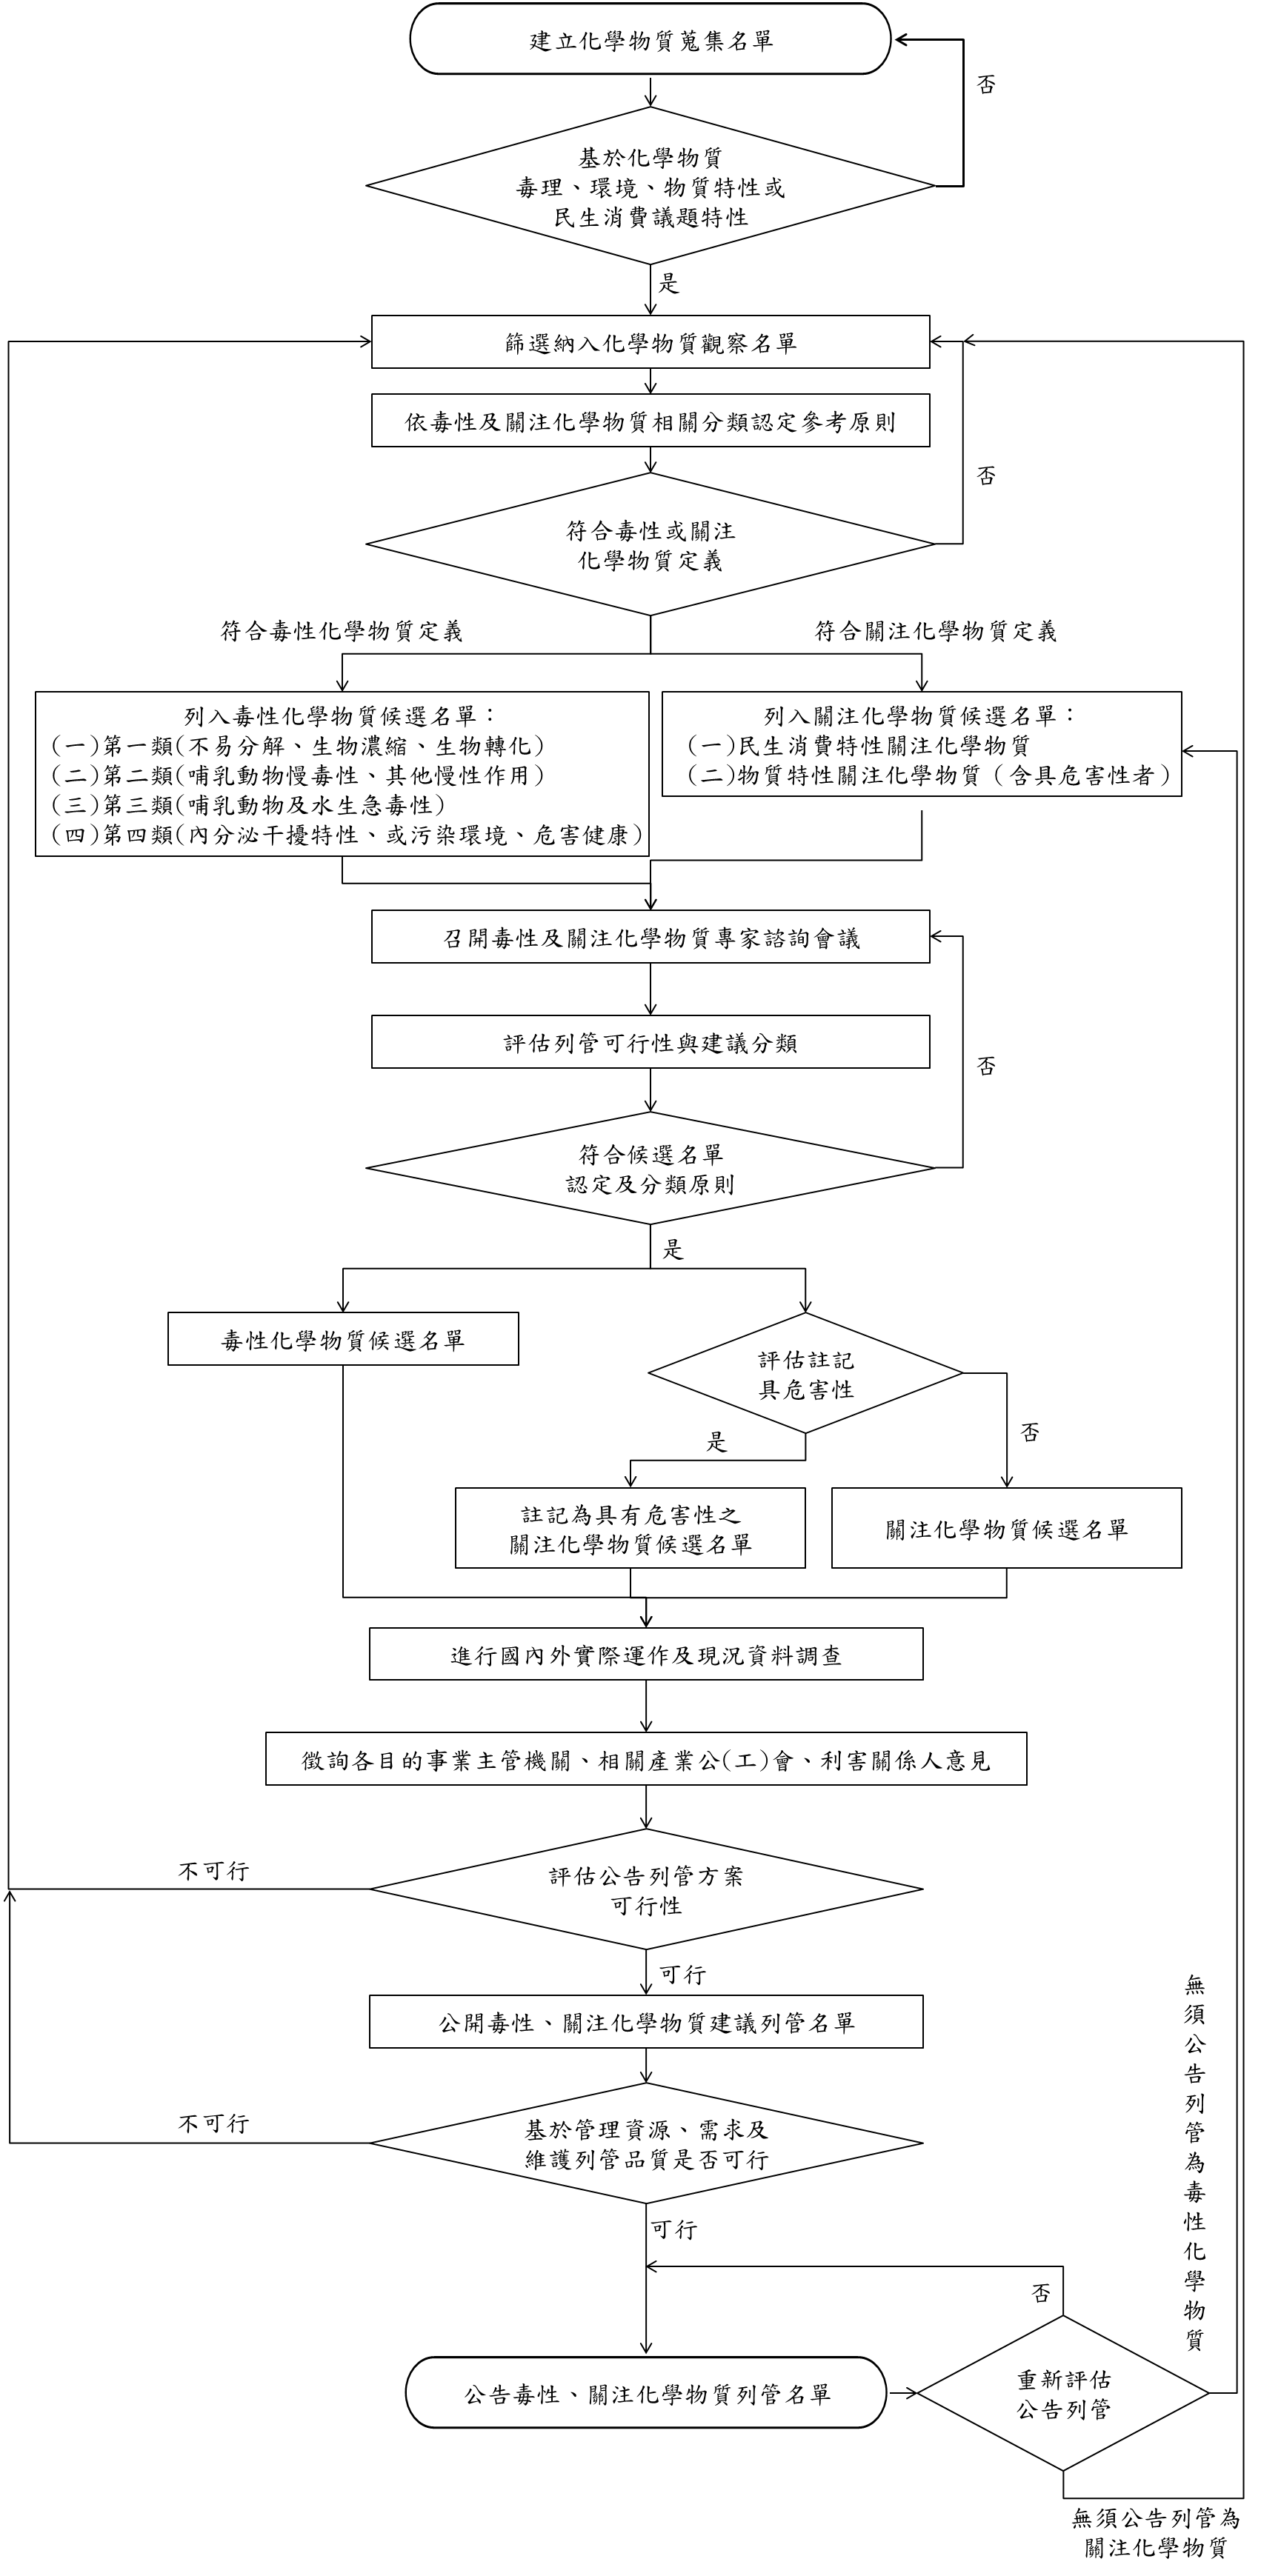 建立化學物質蒐集名單
否
基於化學物質
毒理、環境、物質特性或
民生消費議題特性
是
篩選納入化學物質觀察名單
依毒性及關注化學物質相關分類認定參考原則
否
符合毒性或關注
化學物質定義
符合毒性化學物質定義
符合關注化學物質定義
列入毒性化學物質候選名單：
(一)第一類(不易分解、生物濃縮、生物轉化)
(二)第二類(哺乳動物慢毒性、其他慢性作用)
(三)第三類(哺乳動物及水生急毒性)
(四)第四類(內分泌干擾特性、或污染環境、危害健康)
列入關注化學物質候選名單：
(一)民生消費特性關注化學物質
(二)物質特性關注化學物質（含具危害性者）
召開毒性及關注化學物質專家諮詢會議
評估列管可行性與建議分類
否
符合候選名單
認定及分類原則
是
毒性化學物質候選名單
評估註記
具危害性
是
否
註記為具有危害性之
關注化學物質候選名單
關注化學物質候選名單
進行國內外實際運作及現況資料調查
徵詢各目的事業主管機關、相關產業公(工)會、利害關係人意見
不可行
評估公告列管方案
可行性
可行
公開毒性、關注化學物質建議列管名單
不可行
基於管理資源、需求及
維護列管品質是否可行
可行
無須公告列管為毒性化學物質
否
公告毒性、關注化學物質列管名單
重新評估
公告列管
無須公告列管為
關注化學物質